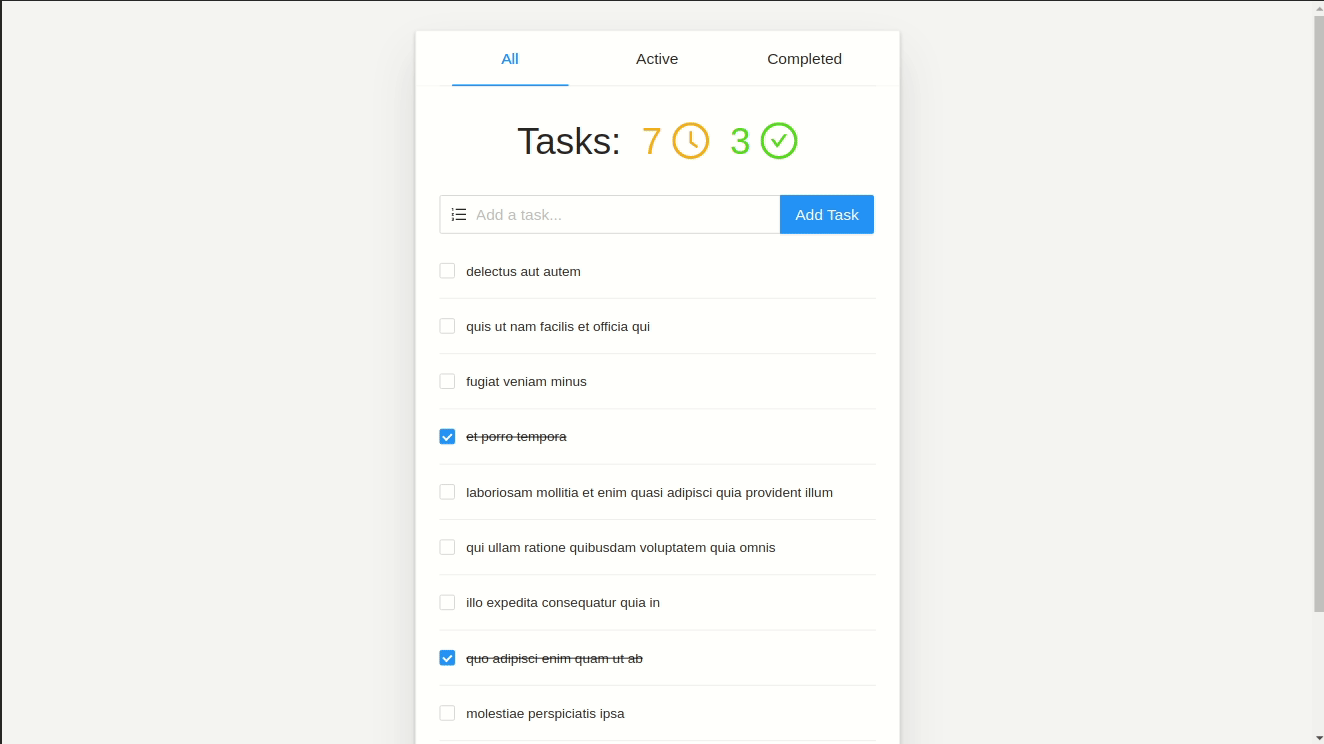 All Active Completed
Tasks: 7 3
Add a task... Add Task
delectus aut autem
quis ut nam facilis et officia qui
fugiat veniam minus
et porro tempora
laboriosam mollitia et enim quasi adipisci quia provident illum
qui ullam ratione quibusdam voluptatem quia omnis
illo expedita consequatur quia in
quo adipisci enim quam ut ab
molestiae perspiciatis ipsa